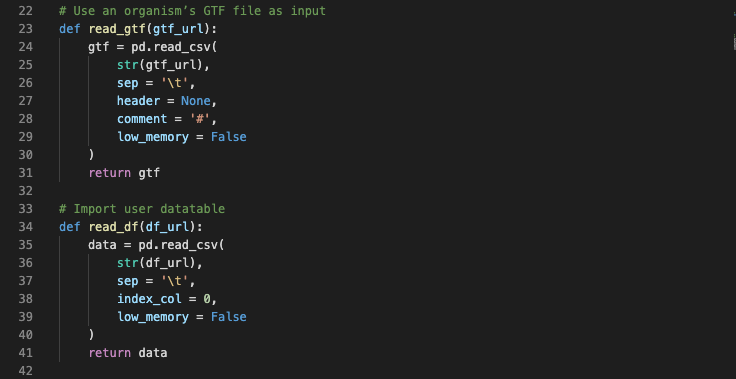 22 # Use an organism’s GTF file as input
23 def read_gtf(gtf_url):
24     gtf = pd.read_csv(
25         str(gtf_url),
26         sep = '\t',
27         header = None,
28         comment = '#',
29         low_memory = False
30     )
31     return gtf
32
33 # Import user datatable
34 def read_df(df_url):
35     data = pd.read_csv(
36         str(df_url),
37         sep = '\t',
38         index_col = 0,
39         low_memory = False
40     )
41     return data
42